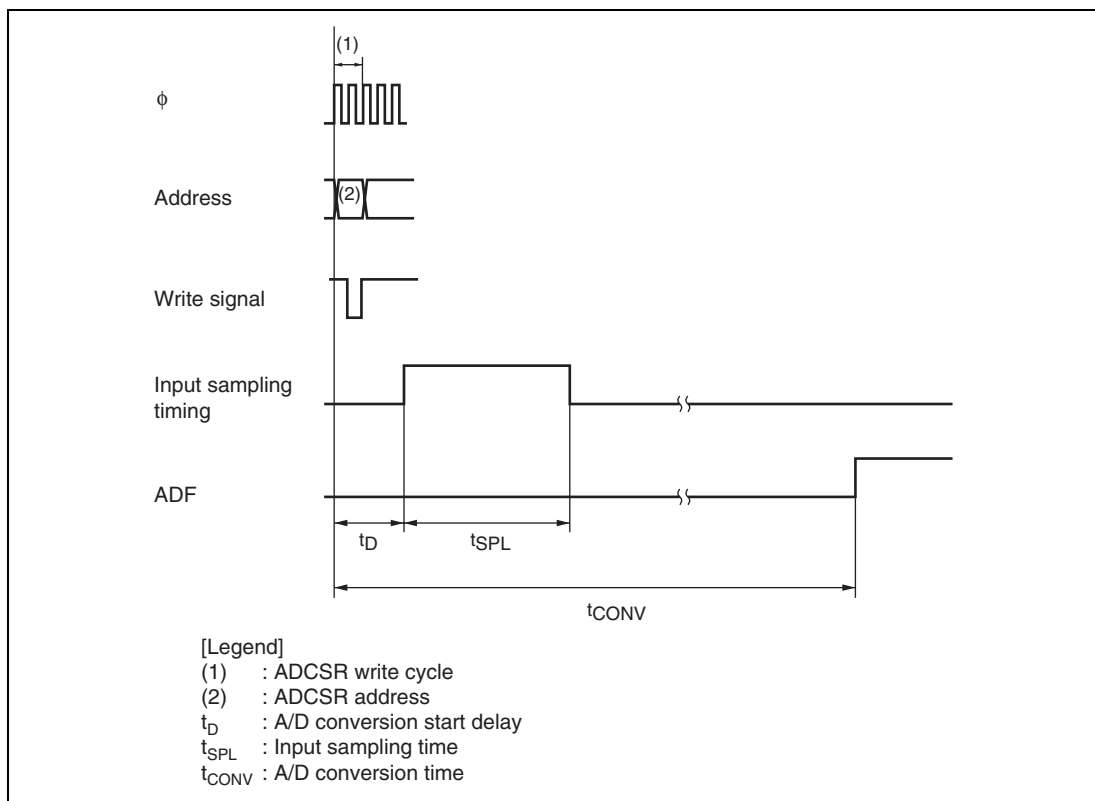 (1)
ϕ
Address
(2)
Write signal
Input sampling
timing
ADF
tD
tSPL
tCONV
[Legend]
(1) : ADCSR write cycle
(2) : ADCSR address
tD : A/D conversion start delay
tSPL : Input sampling time
tCONV : A/D conversion time